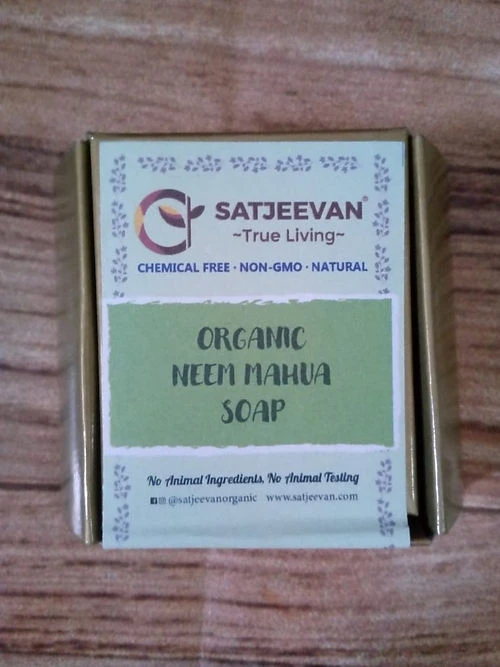 SATJEEVAN®
~True Living~
CHEMICAL FREE · NON-GMO · NATURAL
ORGANIC
NEEM MAHUA
SOAP
No Animal Ingredients, No Animal Testing
@satjeevanorganic www.satjeevan.com